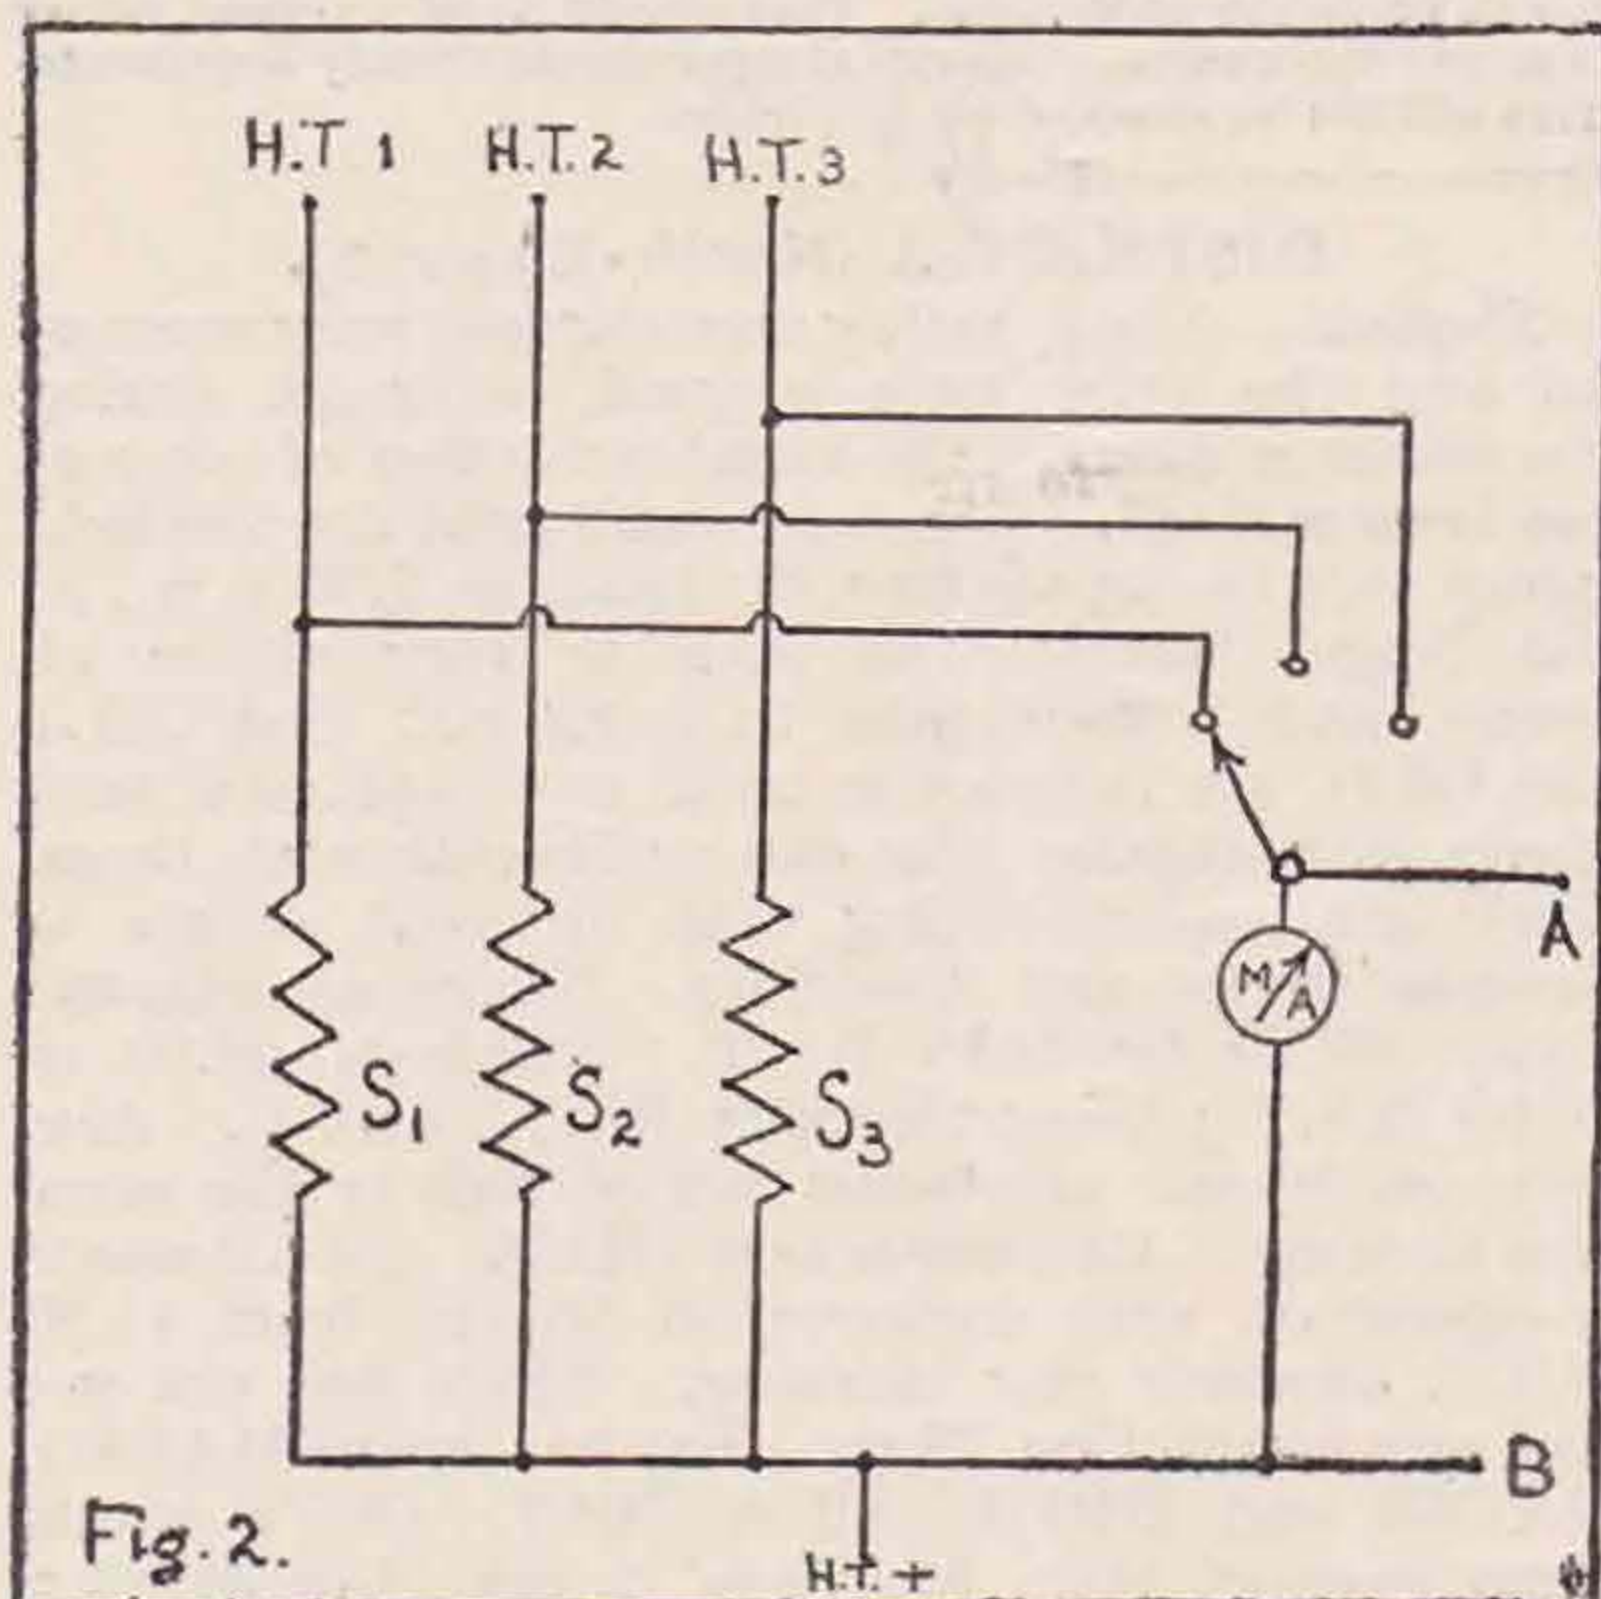 H.T 1 H.T.2 H.T.3
A
M/A
S1 S2 S3
B
Fig. 2.
H.T. +